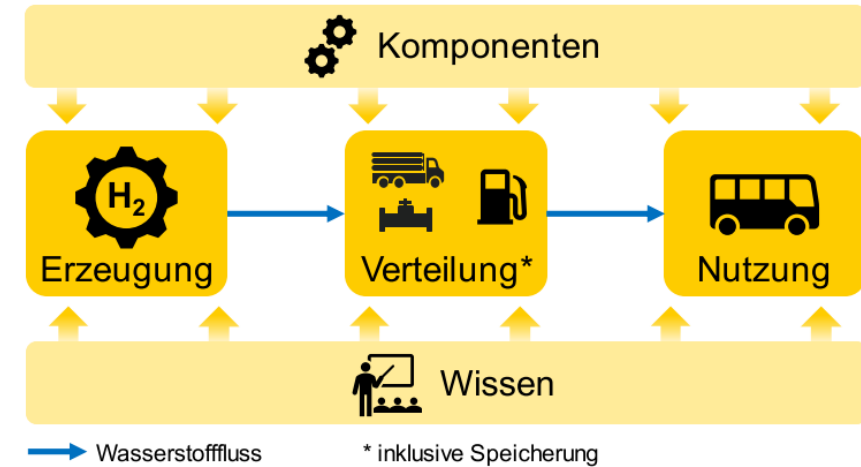 Komponenten
H2
Erzeugung
Verteilung*
Nutzung
Wissen
Wasserstofffluss
* inklusive Speicherung